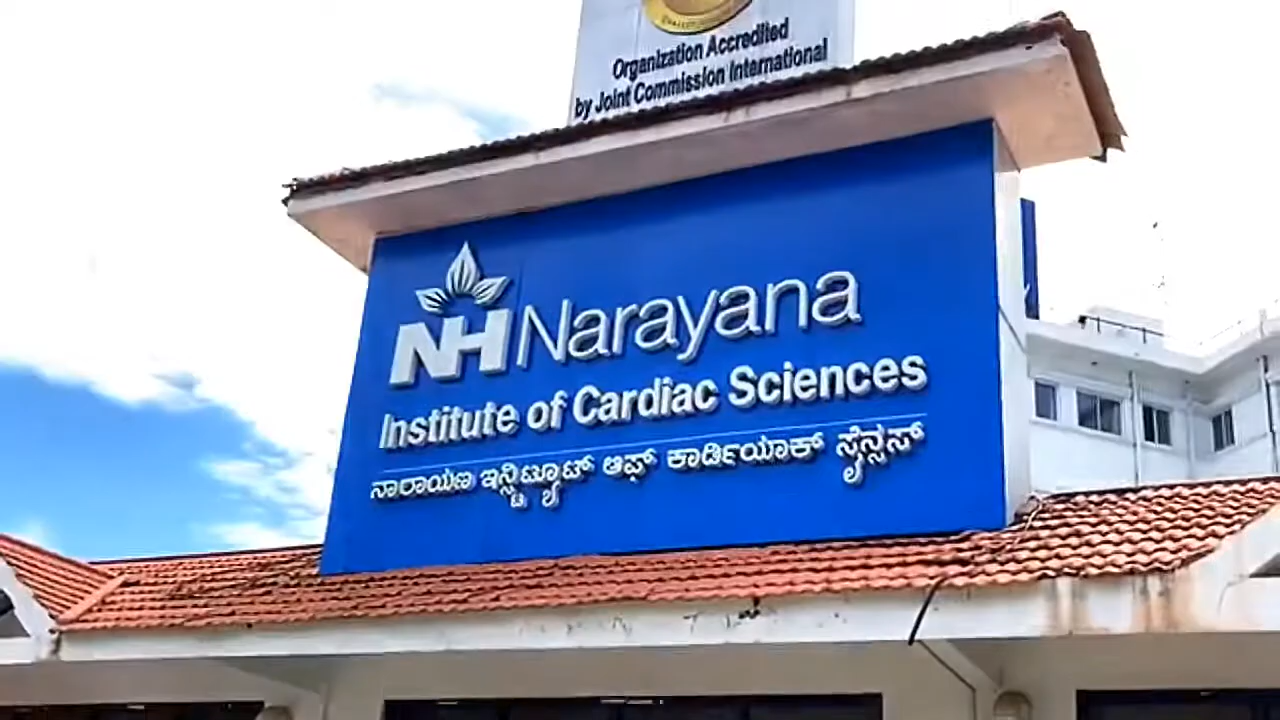 Organization Accredited
by Joint Commission International
NH Narayana
Institute of Cardiac Sciences
ನಾರಾಯಣ ಇನ್ಸ್ಟಿಟ್ಯೂಟ್ ಆಫ್ ಕಾರ್ಡಿಯಾಕ್ ಸೈನ್ಸಸ್